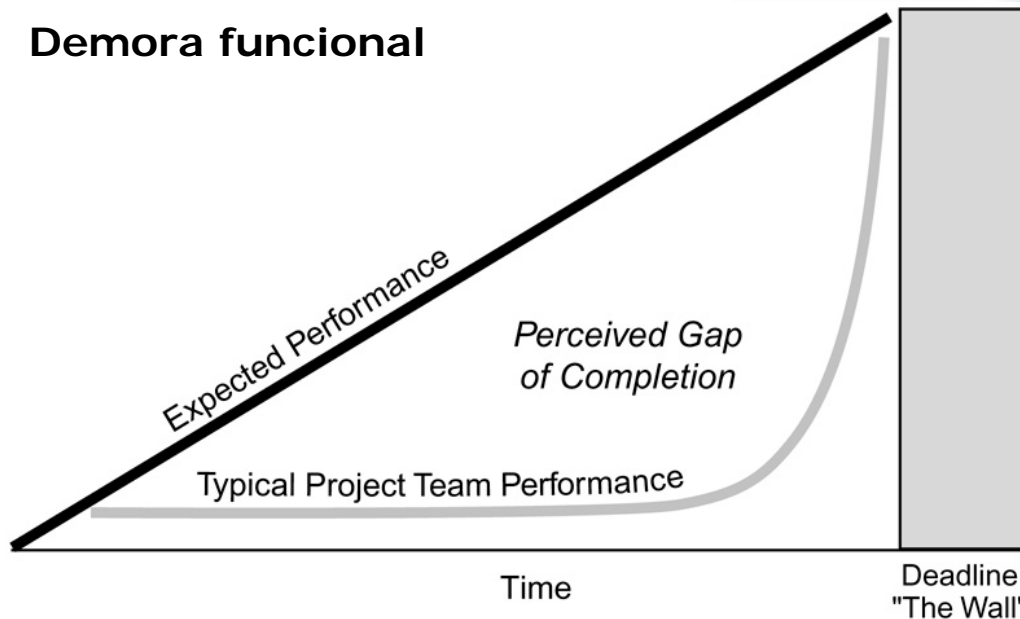 Demora funcional
Expected Performance
Perceived Gap
of Completion
Typical Project Team Performance
Time
Deadline
"The Wall"